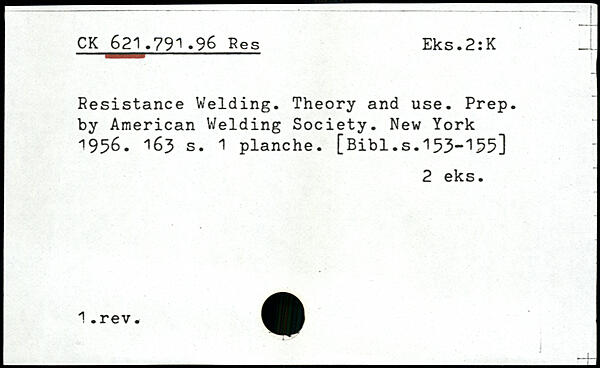 CK 621.791.96 Res Eks.2:K
Resistance Welding. Theory and use. Prep.
by American Welding Society. New York
1956. 163 s. 1 planche. [Bibl.s.153-155]
2 eks.
1.rev.